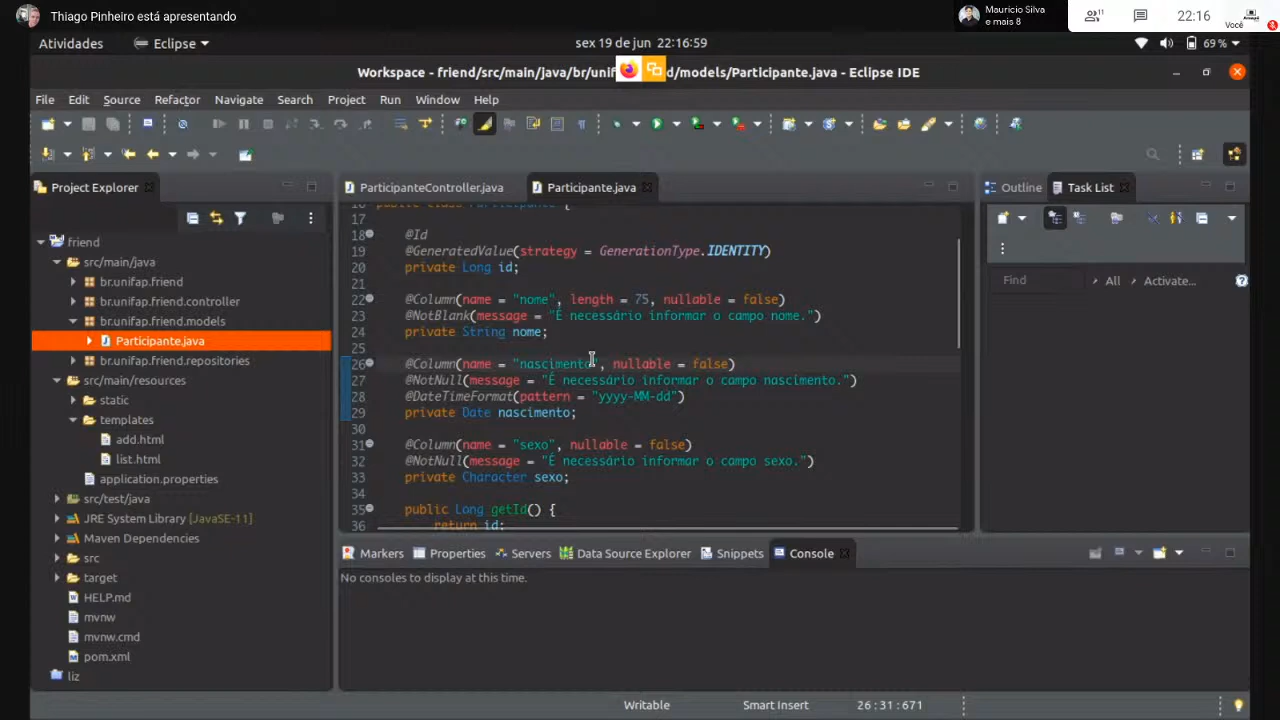 Thiago Pinheiro está apresentando
Mauricio Silva
e mais 8
11
22:16
Você
Atividades
Eclipse
sex 19 de jun 22:16:59
69 %
Workspace - friend/src/main/java/br/unif d/models/Participante.java - Eclipse IDE
File Edit Source Refactor Navigate Search Project Run Window Help
Project Explorer
ParticipanteController.java
Participante.java
Outline
Task List
friend
src/main/java
br.unifap.friend
br.unifap.friend.controller
br.unifap.friend.models
Participante.java
br.unifap.friend.repositories
src/main/resources
static
templates
add.html
list.html
application.properties
src/test/java
JRE System Library [JavaSE-11]
Maven Dependencies
src
target
HELP.md
mvnw
mvnw.cmd
pom.xml
liz
16 public class Participante {
17
18 @Id
19 @GeneratedValue(strategy = GenerationType.IDENTITY)
20 private Long id;
21
22 @Column(name = "nome", length = 75, nullable = false)
23 @NotBlank(message = "É necessário informar o campo nome.")
24 private String nome;
25
26 @Column(name = "nascimento", nullable = false)
27 @NotNull(message = "É necessário informar o campo nascimento.")
28 @DateTimeFormat(pattern = "yyyy-MM-dd")
29 private Date nascimento;
30
31 @Column(name = "sexo", nullable = false)
32 @NotNull(message = "É necessário informar o campo sexo.")
33 private Character sexo;
34
35 public Long getId() {
36 return id;
Find
All
Activate...
Markers
Properties
Servers
Data Source Explorer
Snippets
Console
No consoles to display at this time.
Writable
Smart Insert
26 : 31 : 671